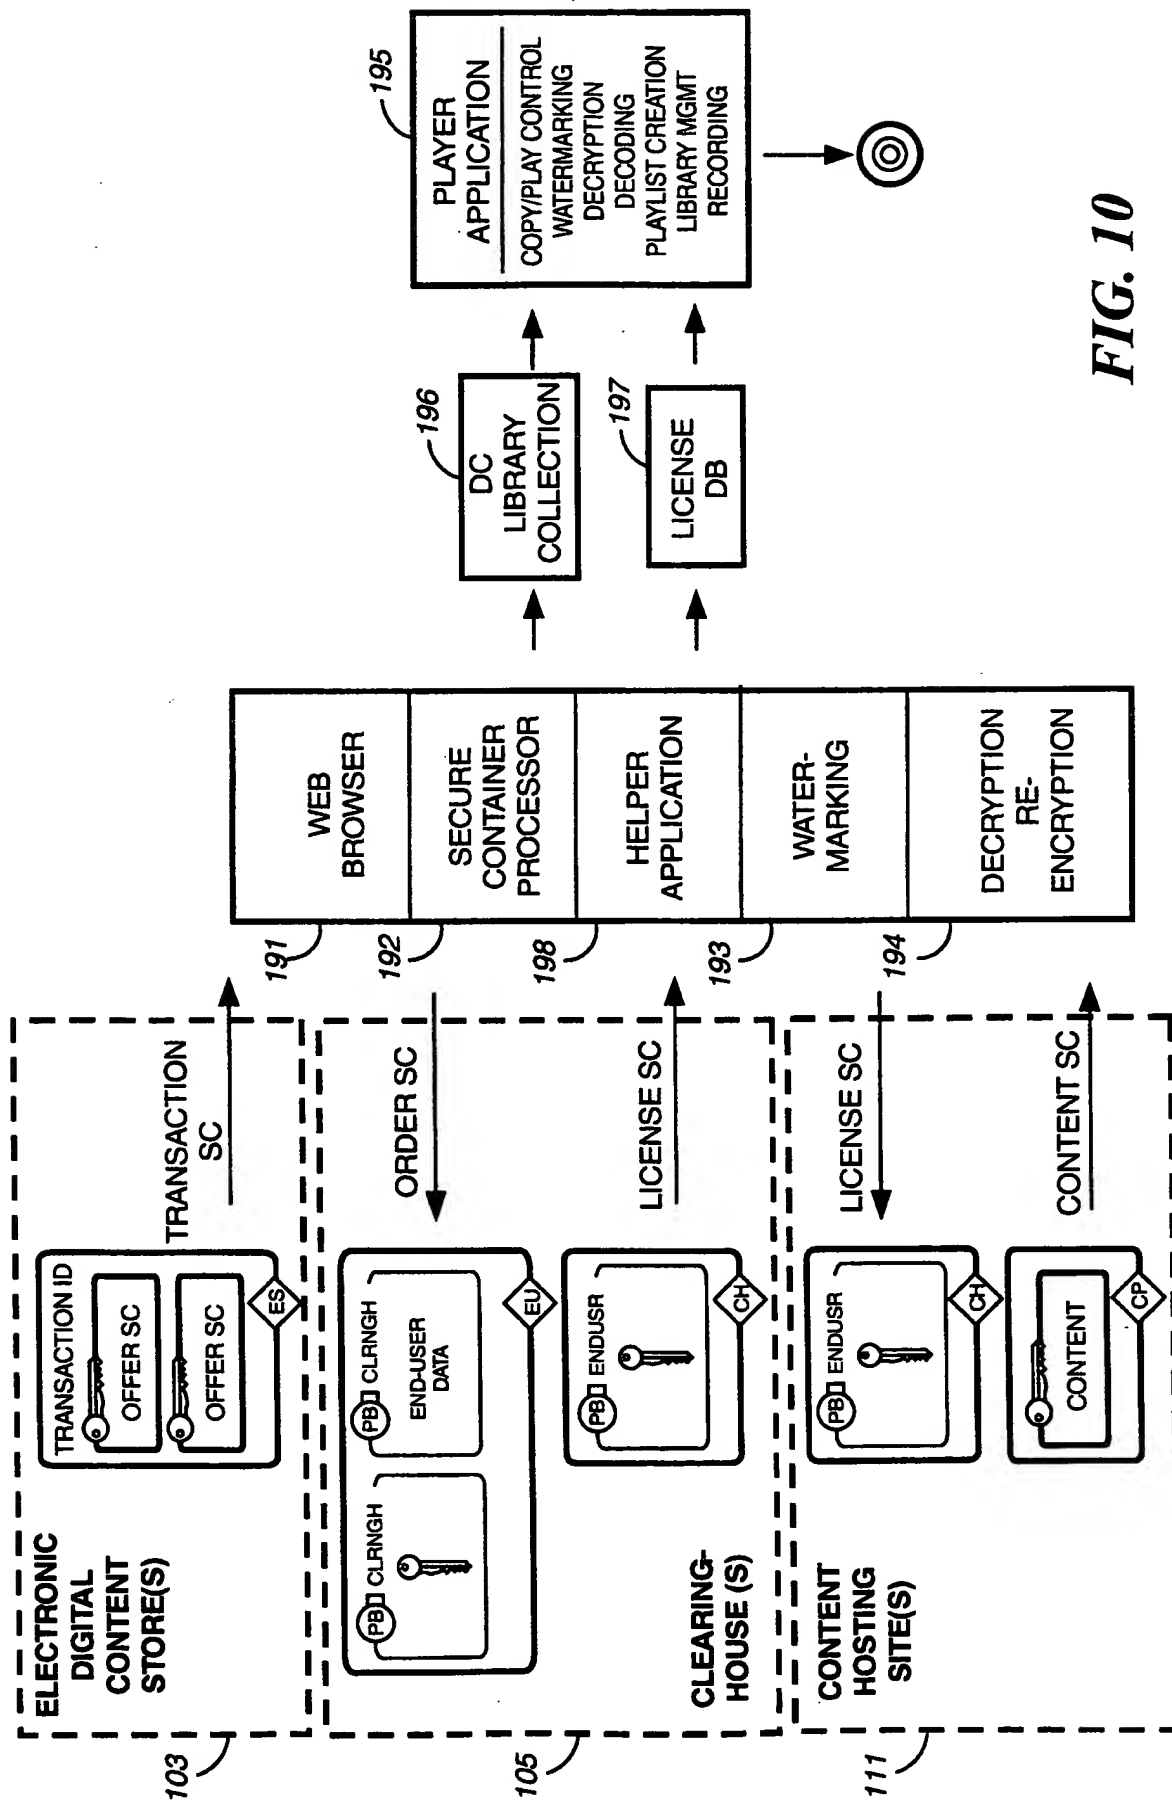 ELECTRONIC
DIGITAL
CONTENT
STORE(S)
103
TRANSACTION ID
OFFER SC
OFFER SC
ES
TRANSACTION
SC
CLEARING-
HOUSE (S)
105
PB CLRNGH
PB CLRNGH
END-USER
DATA
EU
ORDER SC
PB ENDUSR
CH
LICENSE SC
CONTENT
HOSTING
SITE(S)
111
PB ENDUSR
CH
LICENSE SC
CONTENT
CP
CONTENT SC
191
WEB
BROWSER
192
SECURE
CONTAINER
PROCESSOR
198
HELPER
APPLICATION
193
WATER-
MARKING
194
DECRYPTION
RE-
ENCRYPTION
196
DC
LIBRARY
COLLECTION
197
LICENSE
DB
195
PLAYER
APPLICATION
COPY/PLAY CONTROL
WATERMARKING
DECRYPTION
DECODING
PLAYLIST CREATION
LIBRARY MGMT
RECORDING
FIG. 10